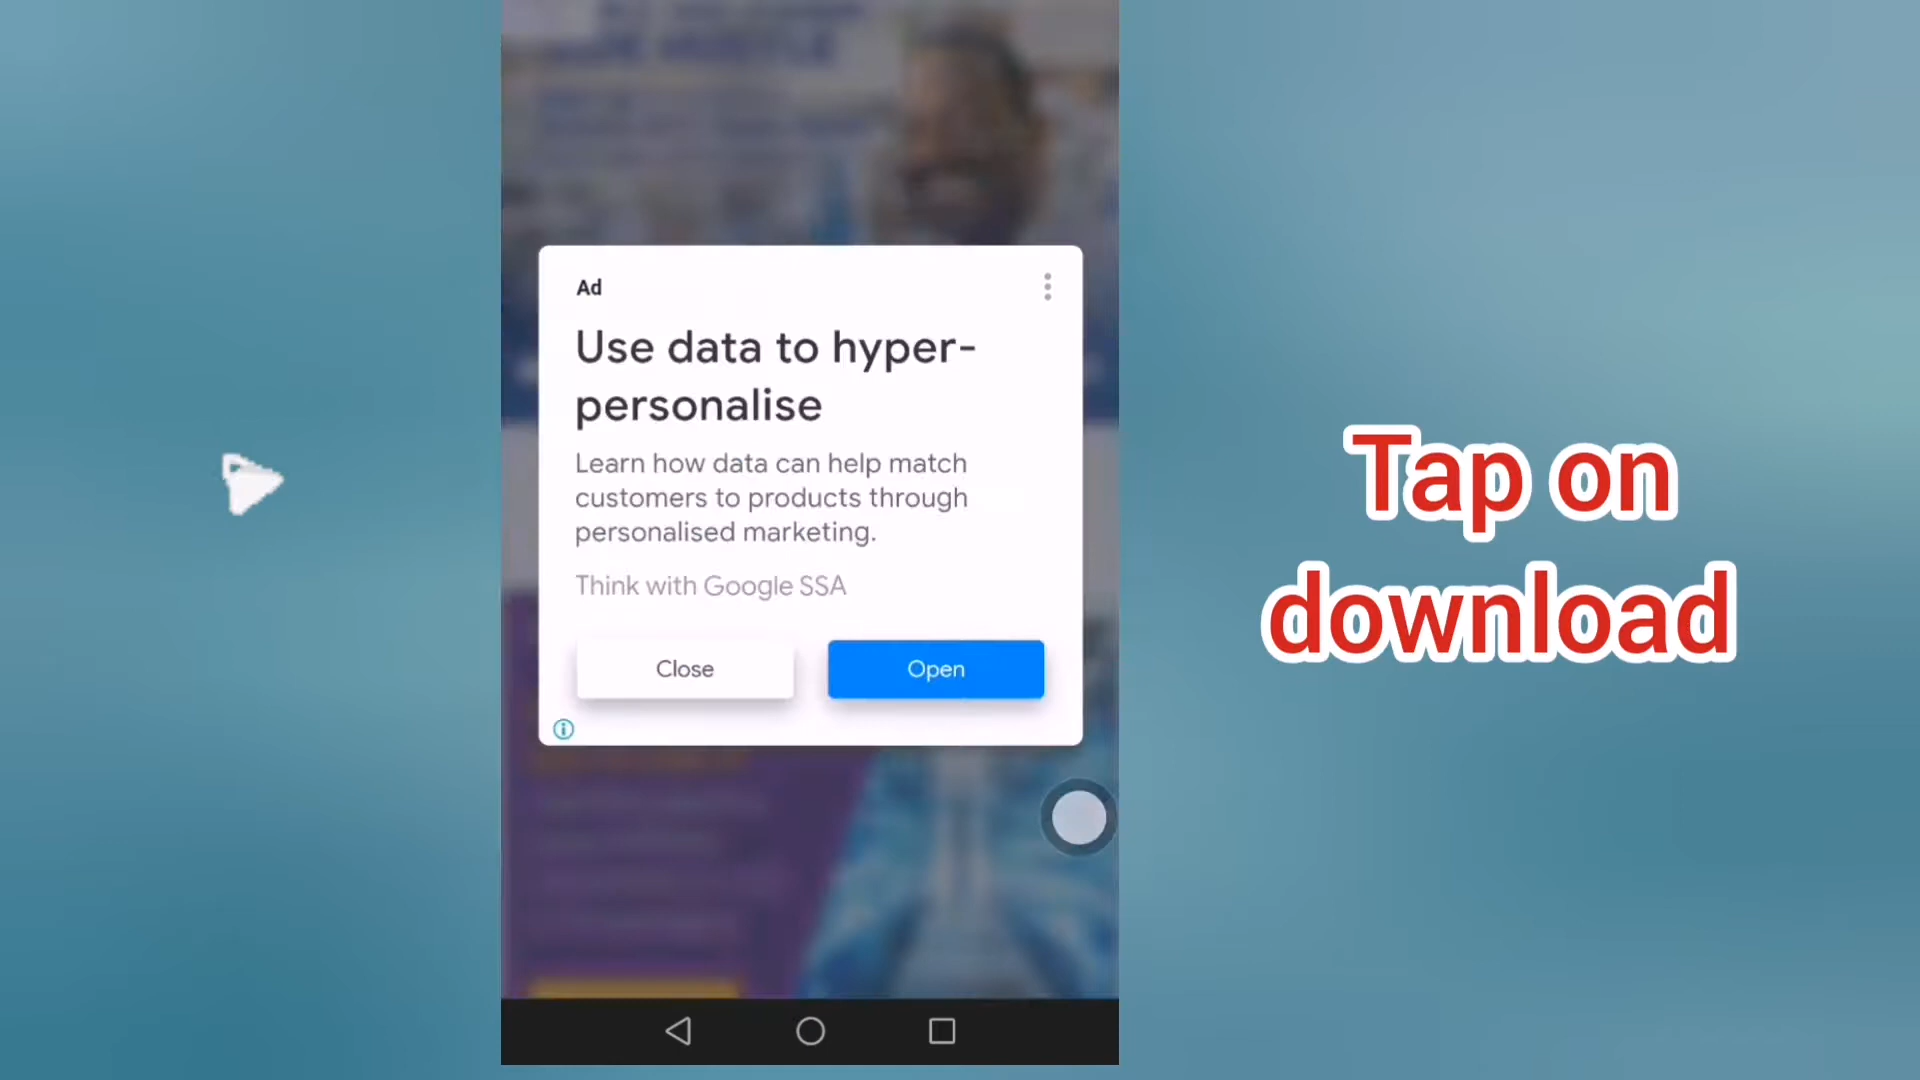 Ad
Use data to hyper-
personalise
Learn how data can help match
customers to products through
personalised marketing.
Think with Google SSA
Close
Open
Tap on
download